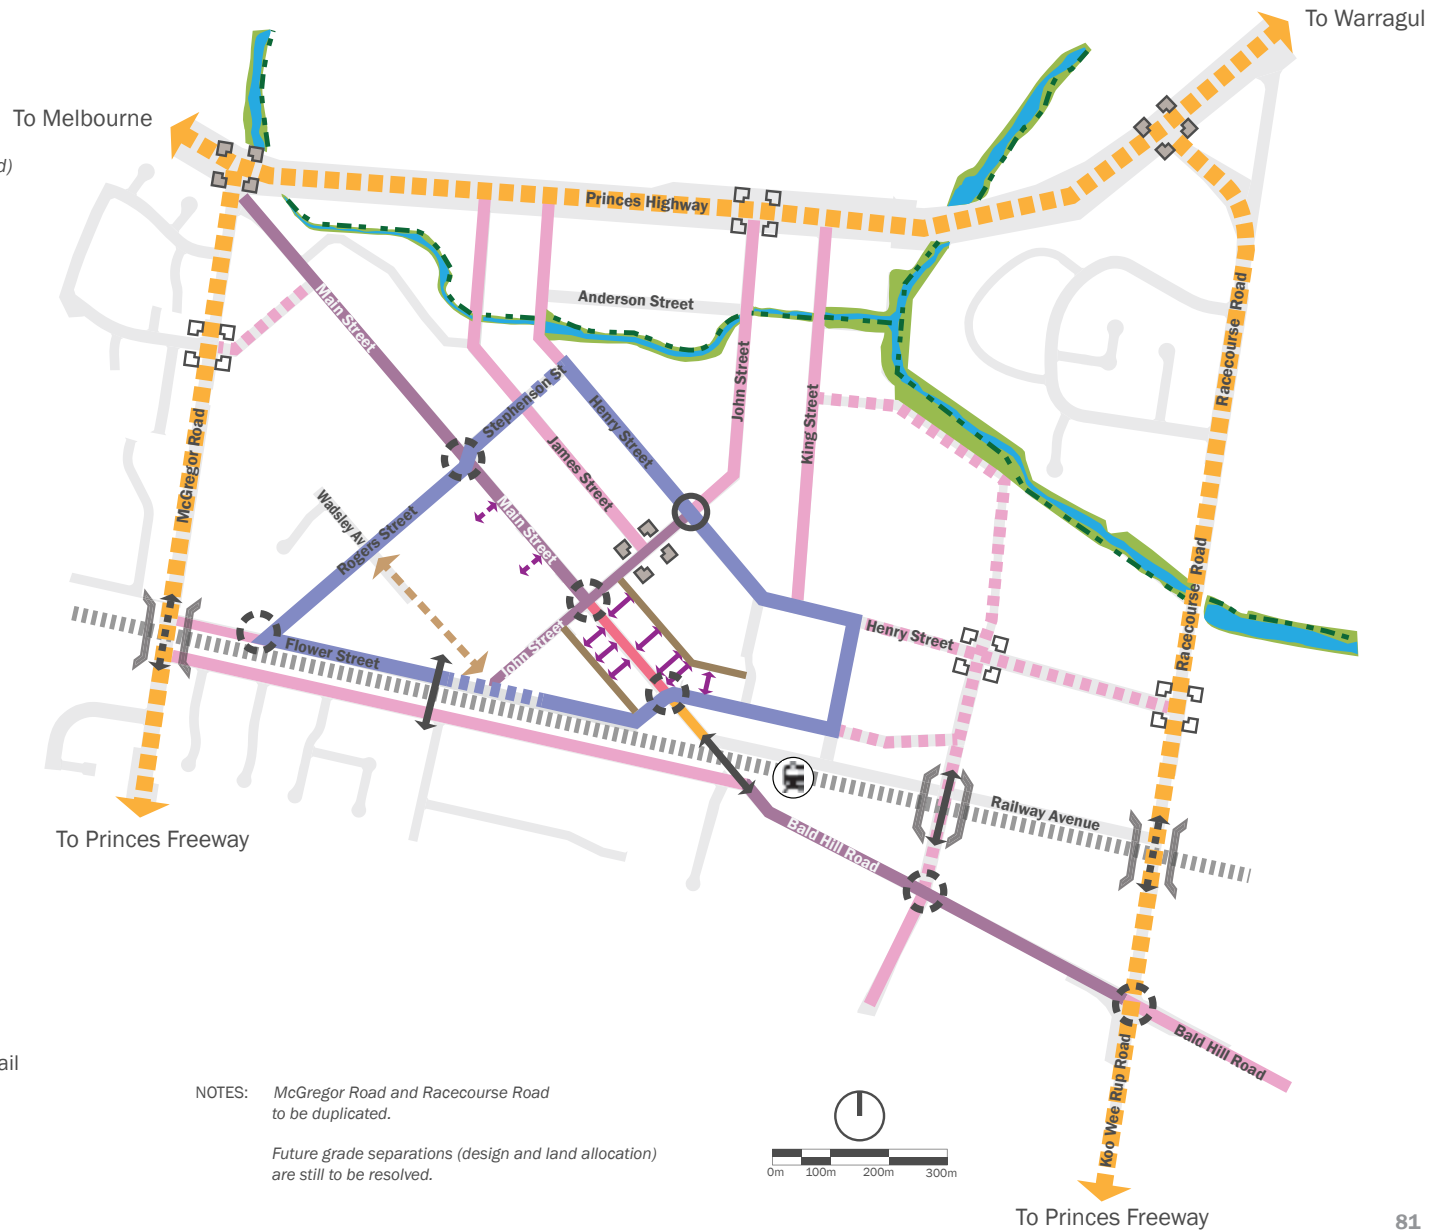 To Warragul
To Melbourne
d)
Princes Highway
Anderson Street
Main Street
Racecourse Road
John Street
Stephenson St
Henry Street
King Street
McGregor Road
James Street
Wadsley Av
Main Street
Rogers Street
Racecourse Road
Henry Street
John Street
Flower Street
Railway Avenue
To Princes Freeway
Bald Hill Road
Bald Hill Road
Koo Wee Rup Road
ail
NOTES: McGregor Road and Racecourse Road
to be duplicated.
Future grade separations (design and land allocation)
are still to be resolved.
0m 100m 200m 300m
To Princes Freeway
81